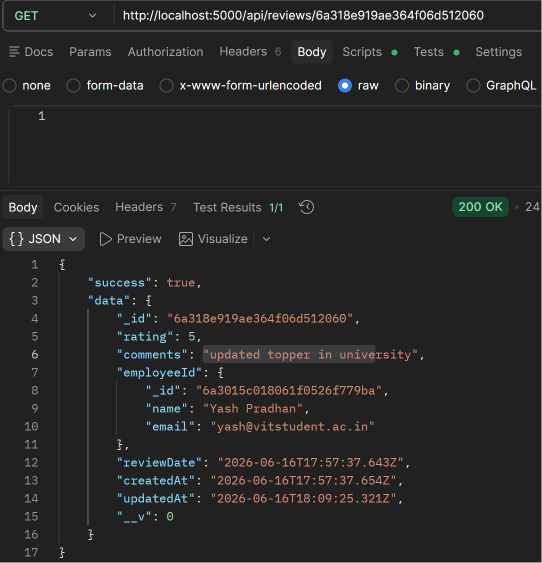 GET http://localhost:5000/api/reviews/6a318e919ae364f06d512060
Docs Params Authorization Headers 6 Body Scripts Tests Settings
none form-data x-www-form-urlencoded raw binary GraphQL
1
Body Cookies Headers 7 Test Results 1/1 200 OK 24
{} JSON Preview Visualize
1 {
2 "success": true,
3 "data": {
4 "_id": "6a318e919ae364f06d512060",
5 "rating": 5,
6 "comments": "updated topper in university",
7 "employeeId": {
8 "_id": "6a3015c018061f0526f779ba",
9 "name": "Yash Pradhan",
10 "email": "yash@vitstudent.ac.in"
11 },
12 "reviewDate": "2026-06-16T17:57:37.643Z",
13 "createdAt": "2026-06-16T17:57:37.654Z",
14 "updatedAt": "2026-06-16T18:09:25.321Z",
15 "__v": 0
16 }
17 }